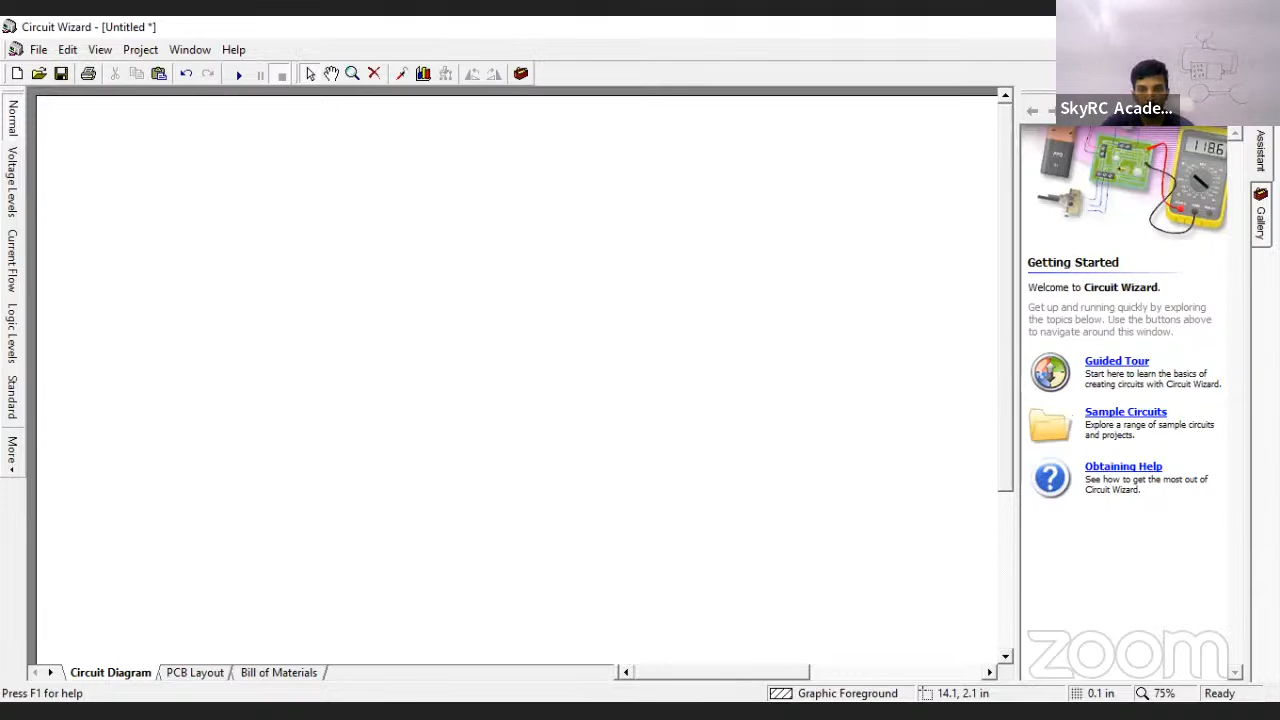 Circuit Wizard - [Untitled *]
File Edit View Project Window Help
SkyRC Acade...
Normal
Voltage Levels
Current Flow
Logic Levels
Standard
More
Assistant
Gallery
118.6
Getting Started
Welcome to Circuit Wizard.
Get up and running quickly by exploring
the topics below. Use the buttons above
to navigate around this window.
Guided Tour
Start here to learn the basics of
creating circuits with Circuit Wizard.
Sample Circuits
Explore a range of sample circuits
and projects.
Obtaining Help
See how to get the most out of
Circuit Wizard.
zoom
Circuit Diagram PCB Layout Bill of Materials
Press F1 for help Graphic Foreground 14.1, 2.1 in 0.1 in 75% Ready